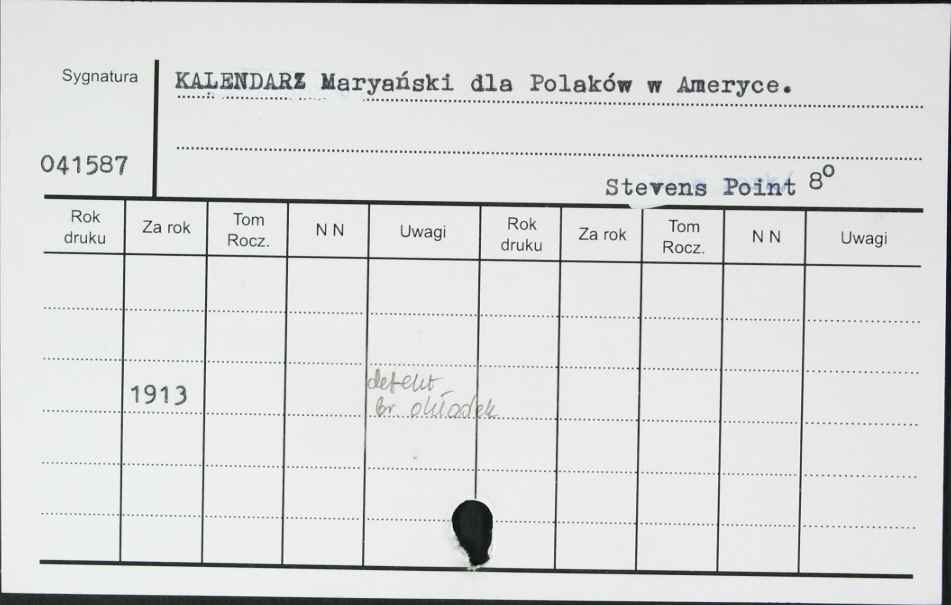 Sygnatura
KALENDARZ Maryański dla Polaków w Ameryce.
041587
Stevens Point 8°
Rok druku
Za rok
Tom Rocz.
N N
Uwagi
Rok druku
Za rok
Tom Rocz.
N N
Uwagi
1913
defekt
br. okładek